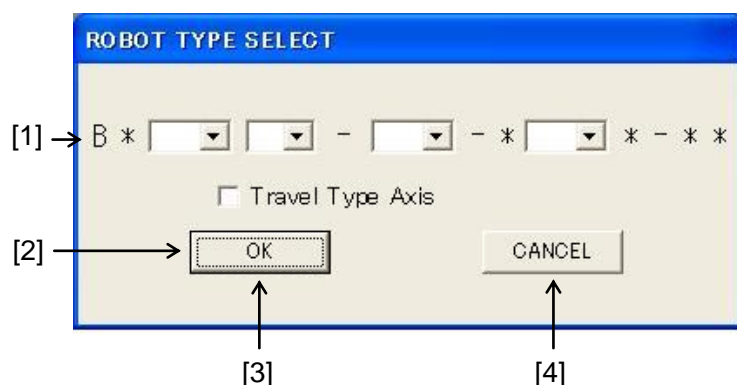 ROBOT TYPE SELECT
[1] B * - - * * - * *
Travel Type Axis
[2] OK CANCEL
[3] [4]